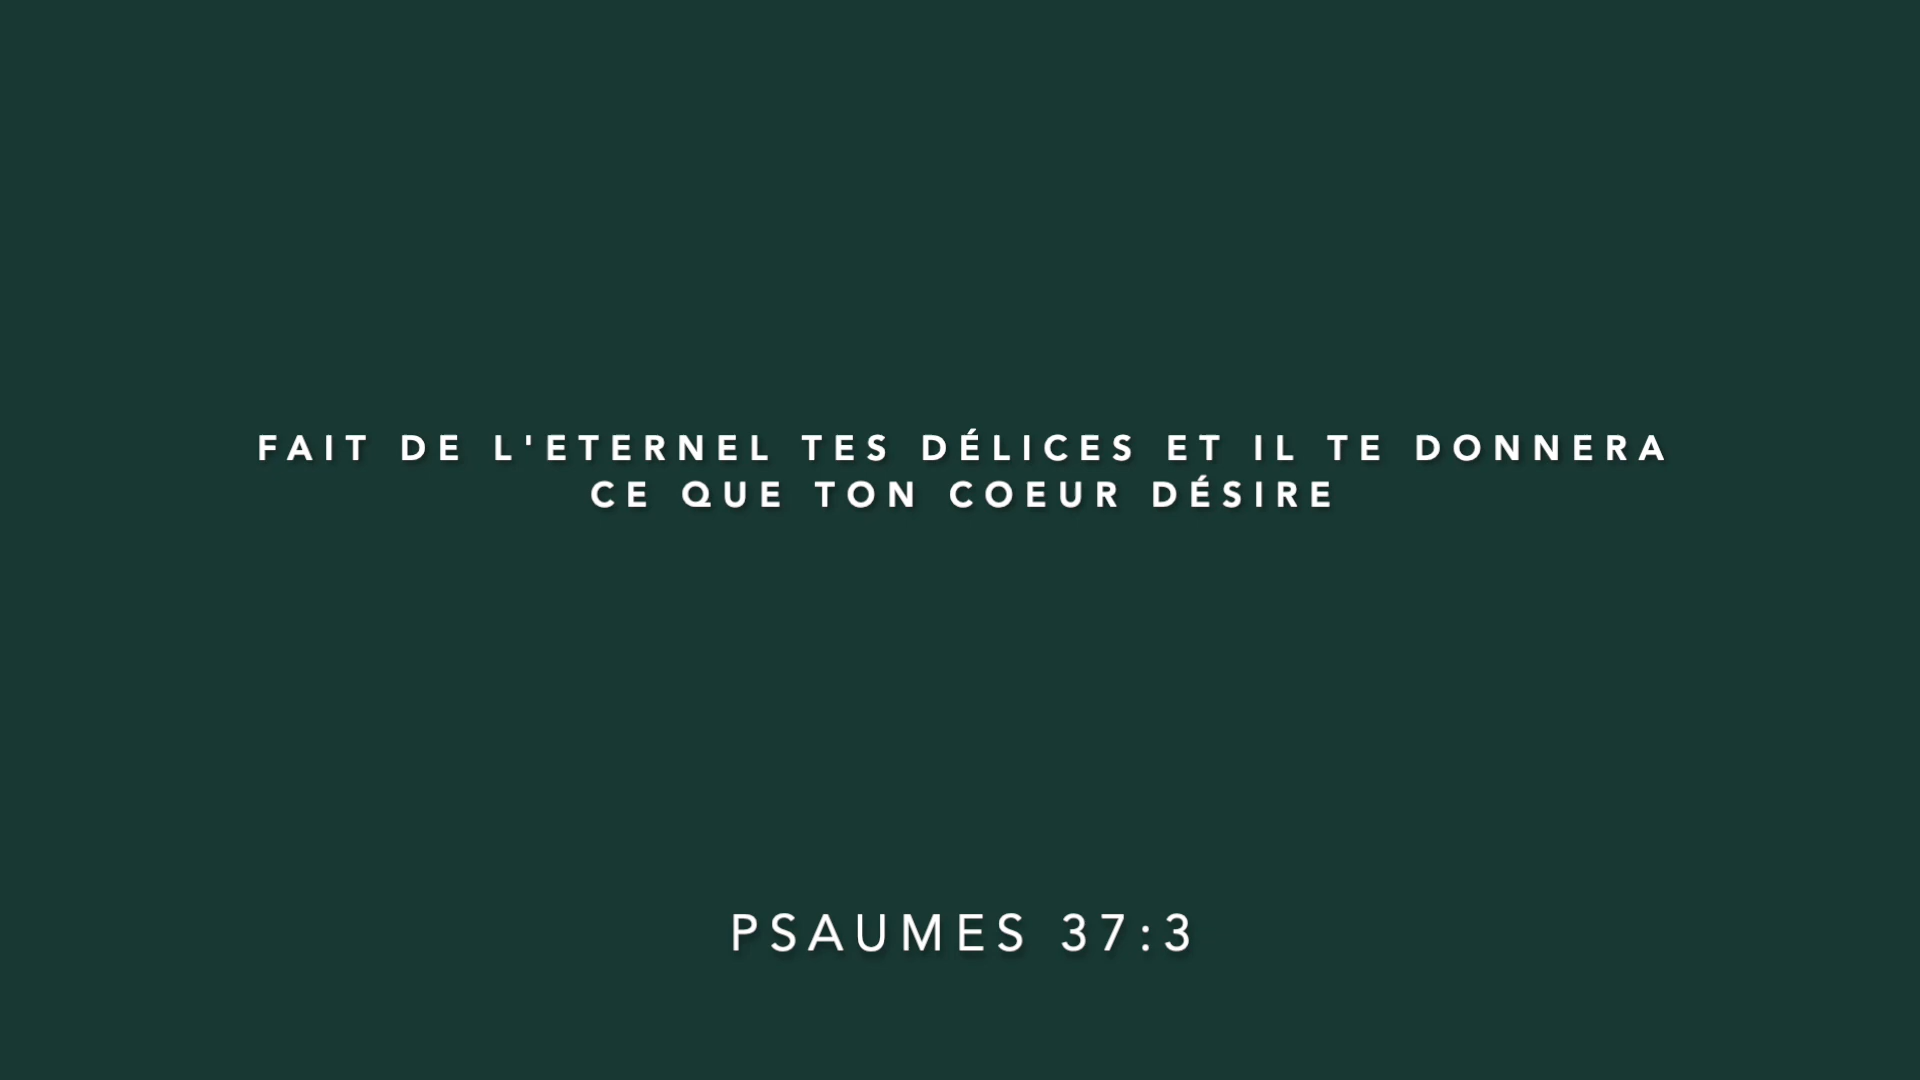 FAIT DE L'ETERNEL TES DÉLICES ET IL TE DONNERA
CE QUE TON COEUR DÉSIRE
PSAUMES 37:3